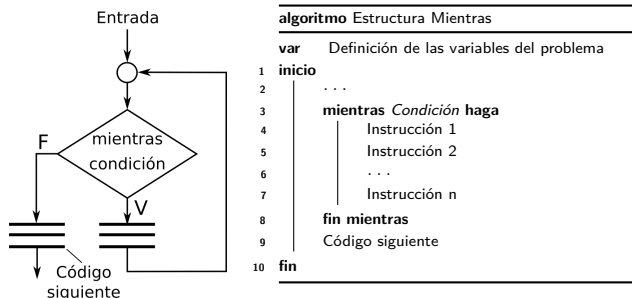 Entrada
mientras
condición
F
V
Código
siguiente
algoritmo Estructura Mientras
var Definición de las variables del problema
1 inicio
2 . . .
3 mientras Condición haga
4 Instrucción 1
5 Instrucción 2
6 . . .
7 Instrucción n
8 fin mientras
9 Código siguiente
10 fin